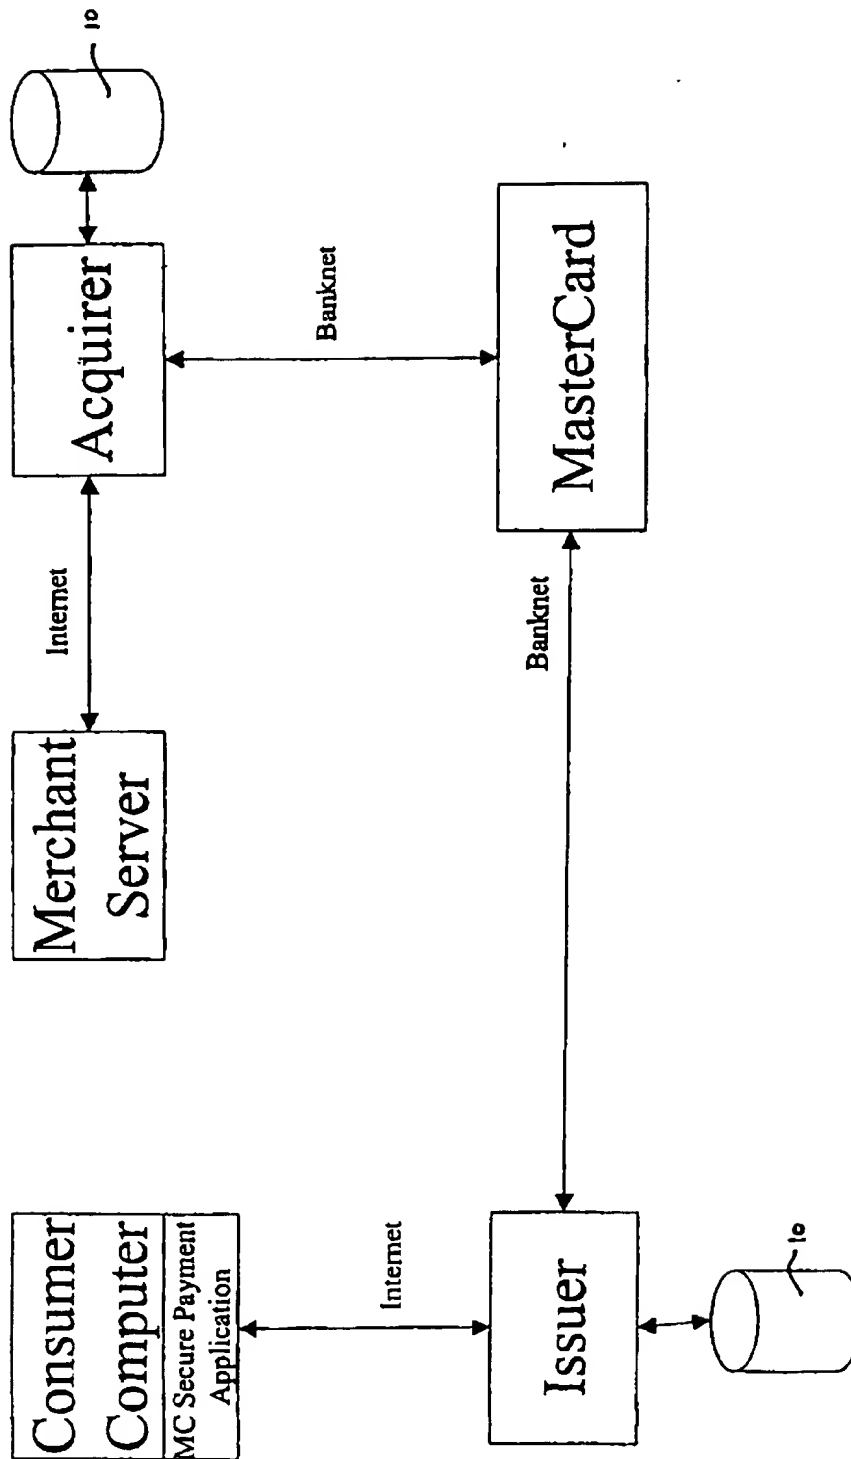 Consumer
Computer
MC Secure Payment
Application
Internet
Issuer
10
Merchant
Server
Internet
Acquirer
10
Banknet
Banknet
MasterCard